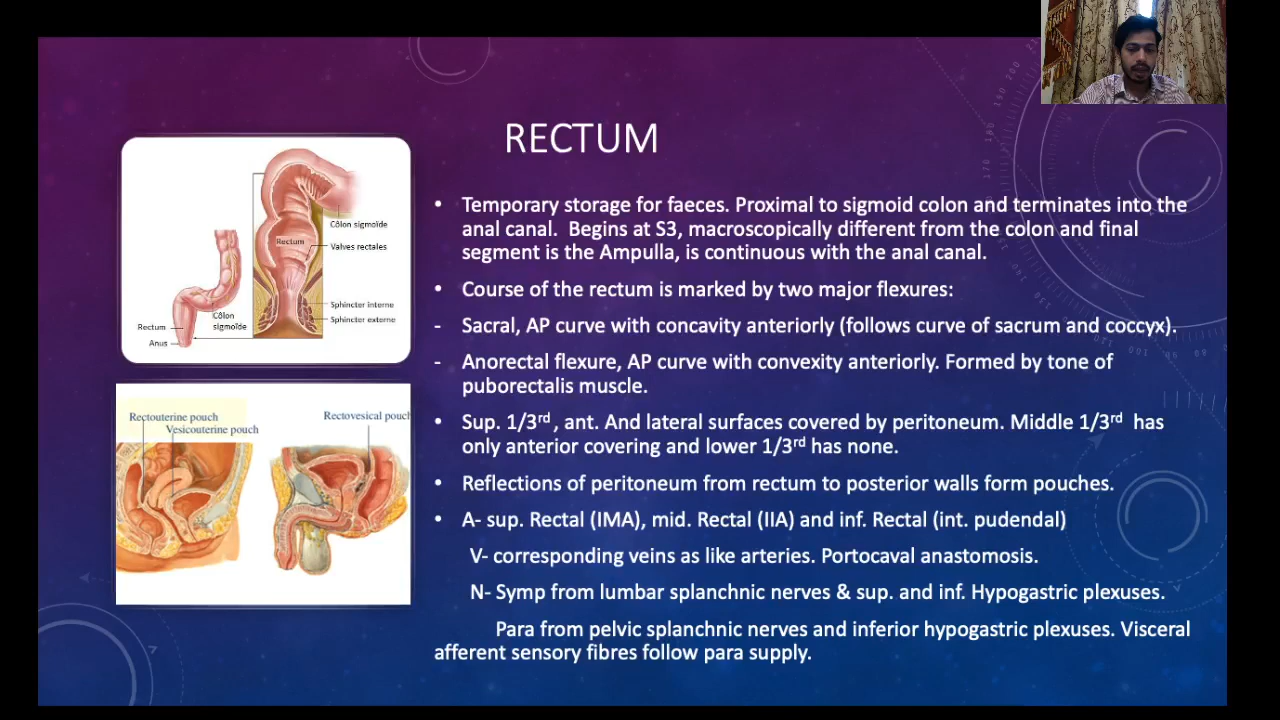 RECTUM
Côlon sigmoïde
Rectum
Valves rectales
Sphincter interne
Sphincter externe
Côlon
sigmoïde
Rectum
Anus
Rectouterine pouch
Vesicouterine pouch
Rectovesical pouch
• Temporary storage for faeces. Proximal to sigmoid colon and terminates into the
anal canal. Begins at S3, macroscopically different from the colon and final
segment is the Ampulla, is continuous with the anal canal.
• Course of the rectum is marked by two major flexures:
- Sacral, AP curve with concavity anteriorly (follows curve of sacrum and coccyx).
- Anorectal flexure, AP curve with convexity anteriorly. Formed by tone of
puborectalis muscle.
• Sup. 1/3rd, ant. And lateral surfaces covered by peritoneum. Middle 1/3rd has
only anterior covering and lower 1/3rd has none.
• Reflections of peritoneum from rectum to posterior walls form pouches.
• A- sup. Rectal (IMA), mid. Rectal (IIA) and inf. Rectal (int. pudendal)
V- corresponding veins as like arteries. Portocaval anastomosis.
N- Symp from lumbar splanchnic nerves & sup. and inf. Hypogastric plexuses.
Para from pelvic splanchnic nerves and inferior hypogastric plexuses. Visceral
afferent sensory fibres follow para supply.